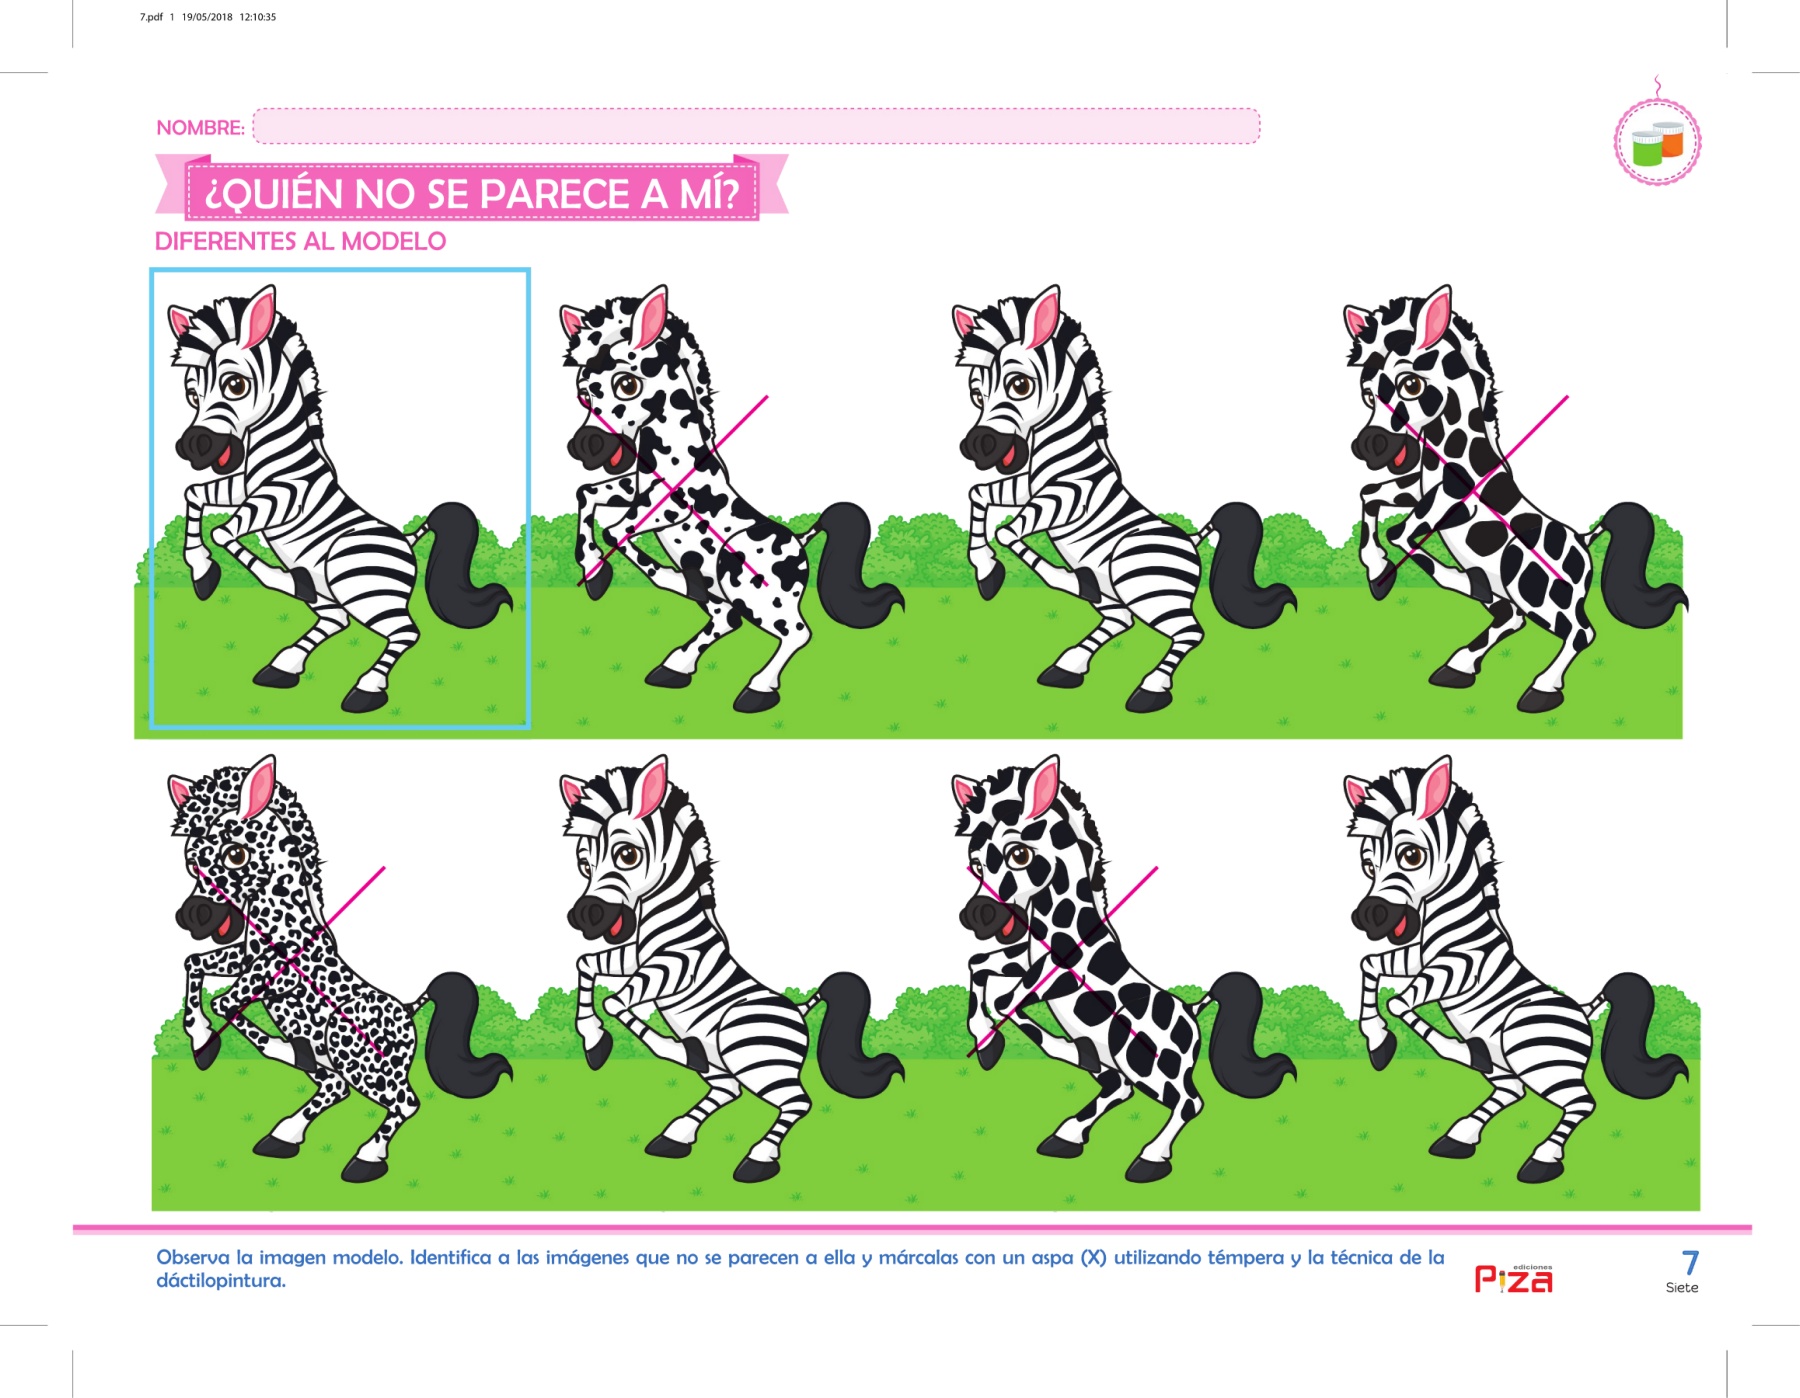 7.pdf 1 19/05/2018 12:10:35
NOMBRE:
¿QUIÉN NO SE PARECE A MÍ?
DIFERENTES AL MODELO
Observa la imagen modelo. Identifica a las imágenes que no se parecen a ella y márcalas con un aspa (X) utilizando témpera y la técnica de la
dáctilopintura.
ediciones
Piza
7
Siete